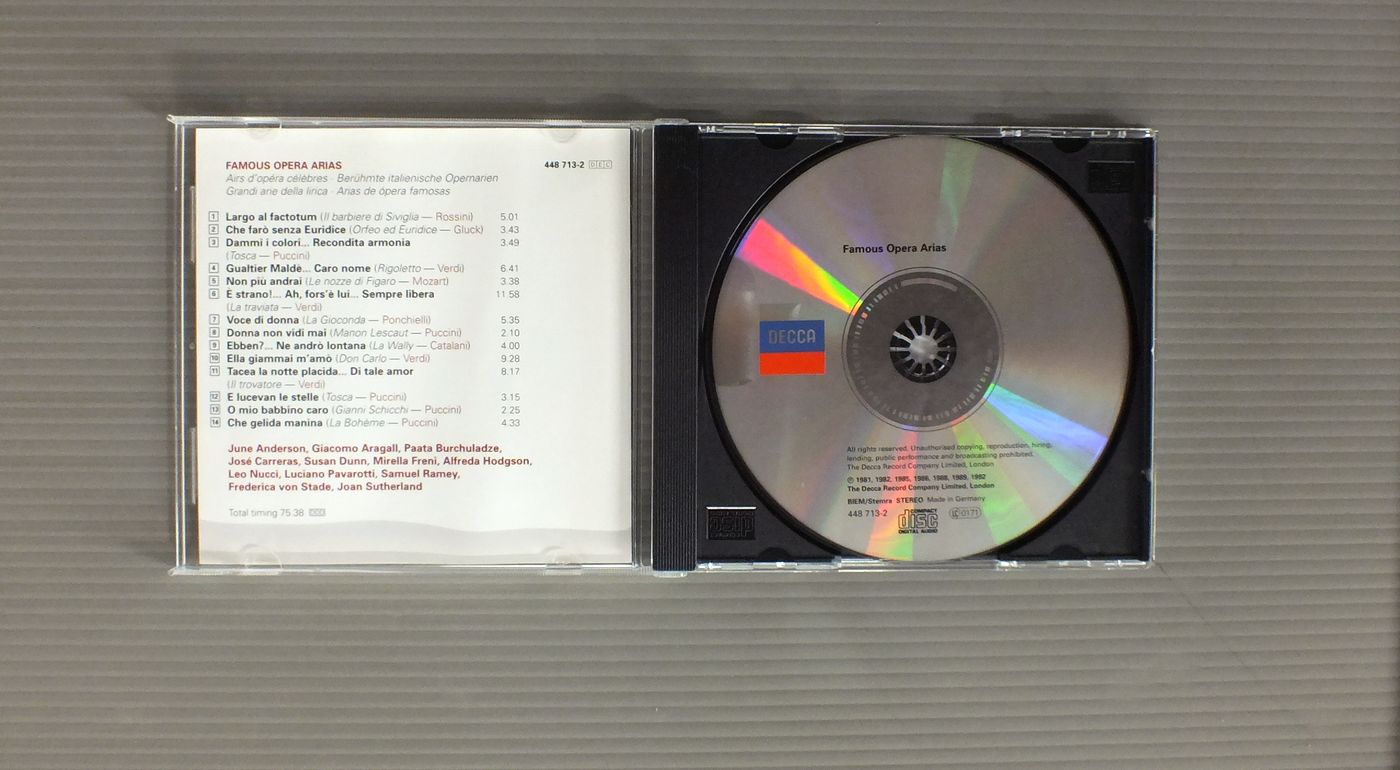 FAMOUS OPERA ARIAS 448 713-2 DEC
Airs d'opéra célèbres · Berühmte italienische Opernarien
Grandi arie della lirica · Arias de ópera famosas
1 Largo al factotum (Il barbiere di Siviglia — Rossini) 5.01
2 Che farò senza Euridice (Orfeo ed Euridice — Gluck) 3.43
3 Dammi i colori... Recondita armonia 3.49
(Tosca — Puccini)
4 Gualtier Maldè... Caro nome (Rigoletto — Verdi) 6.41
5 Non più andrai (Le nozze di Figaro — Mozart) 3.38
6 È strano!... Ah, fors'è lui... Sempre libera 11.58
(La traviata — Verdi)
7 Voce di donna (La Gioconda — Ponchielli) 5.35
8 Donna non vidi mai (Manon Lescaut — Puccini) 2.10
9 Ebben?... Ne andrò lontana (La Wally — Catalani) 4.00
10 Ella giammai m'amò (Don Carlo — Verdi) 9.28
11 Tacea la notte placida... Di tale amor 8.17
(Il trovatore — Verdi)
12 E lucevan le stelle (Tosca — Puccini) 3.15
13 O mio babbino caro (Gianni Schicchi — Puccini) 2.25
14 Che gelida manina (La Bohème — Puccini) 4.33
June Anderson, Giacomo Aragall, Paata Burchuladze,
José Carreras, Susan Dunn, Mirella Freni, Alfreda Hodgson,
Leo Nucci, Luciano Pavarotti, Samuel Ramey,
Frederica von Stade, Joan Sutherland
Total timing 75.38 DDD
Famous Opera Arias
DECCA
All rights reserved. Unauthorised copying, reproduction, hiring,
lending, public performance and broadcasting prohibited.
The Decca Record Company Limited, London
℗ 1981, 1982, 1985, 1986, 1988, 1989, 1992
The Decca Record Company Limited, London
BIEM/Stemra STEREO Made in Germany
448 713-2 COMPACT disc DIGITAL AUDIO LC 0171